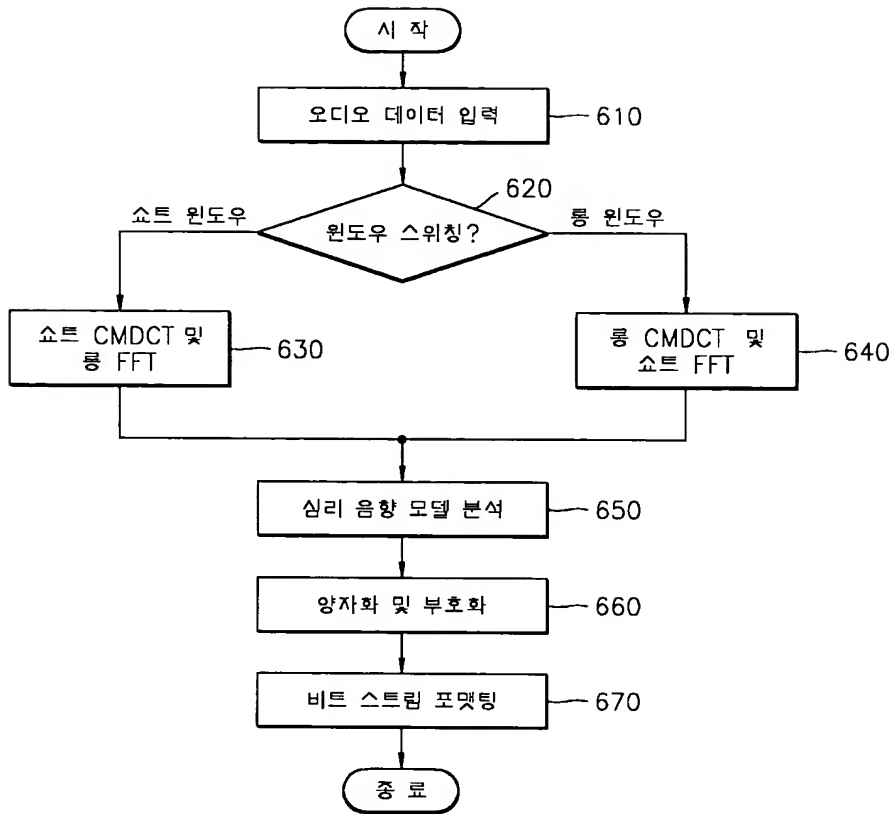 시 작
오디오 데이터 입력
610
620
쇼트 윈도우
윈도우 스위칭?
롱 윈도우
쇼트 CMDCT 및
롱 FFT
630
롱 CMDCT 및
쇼트 FFT
640
심리 음향 모델 분석
650
양자화 및 부호화
660
비트 스트림 포맷팅
670
종 료